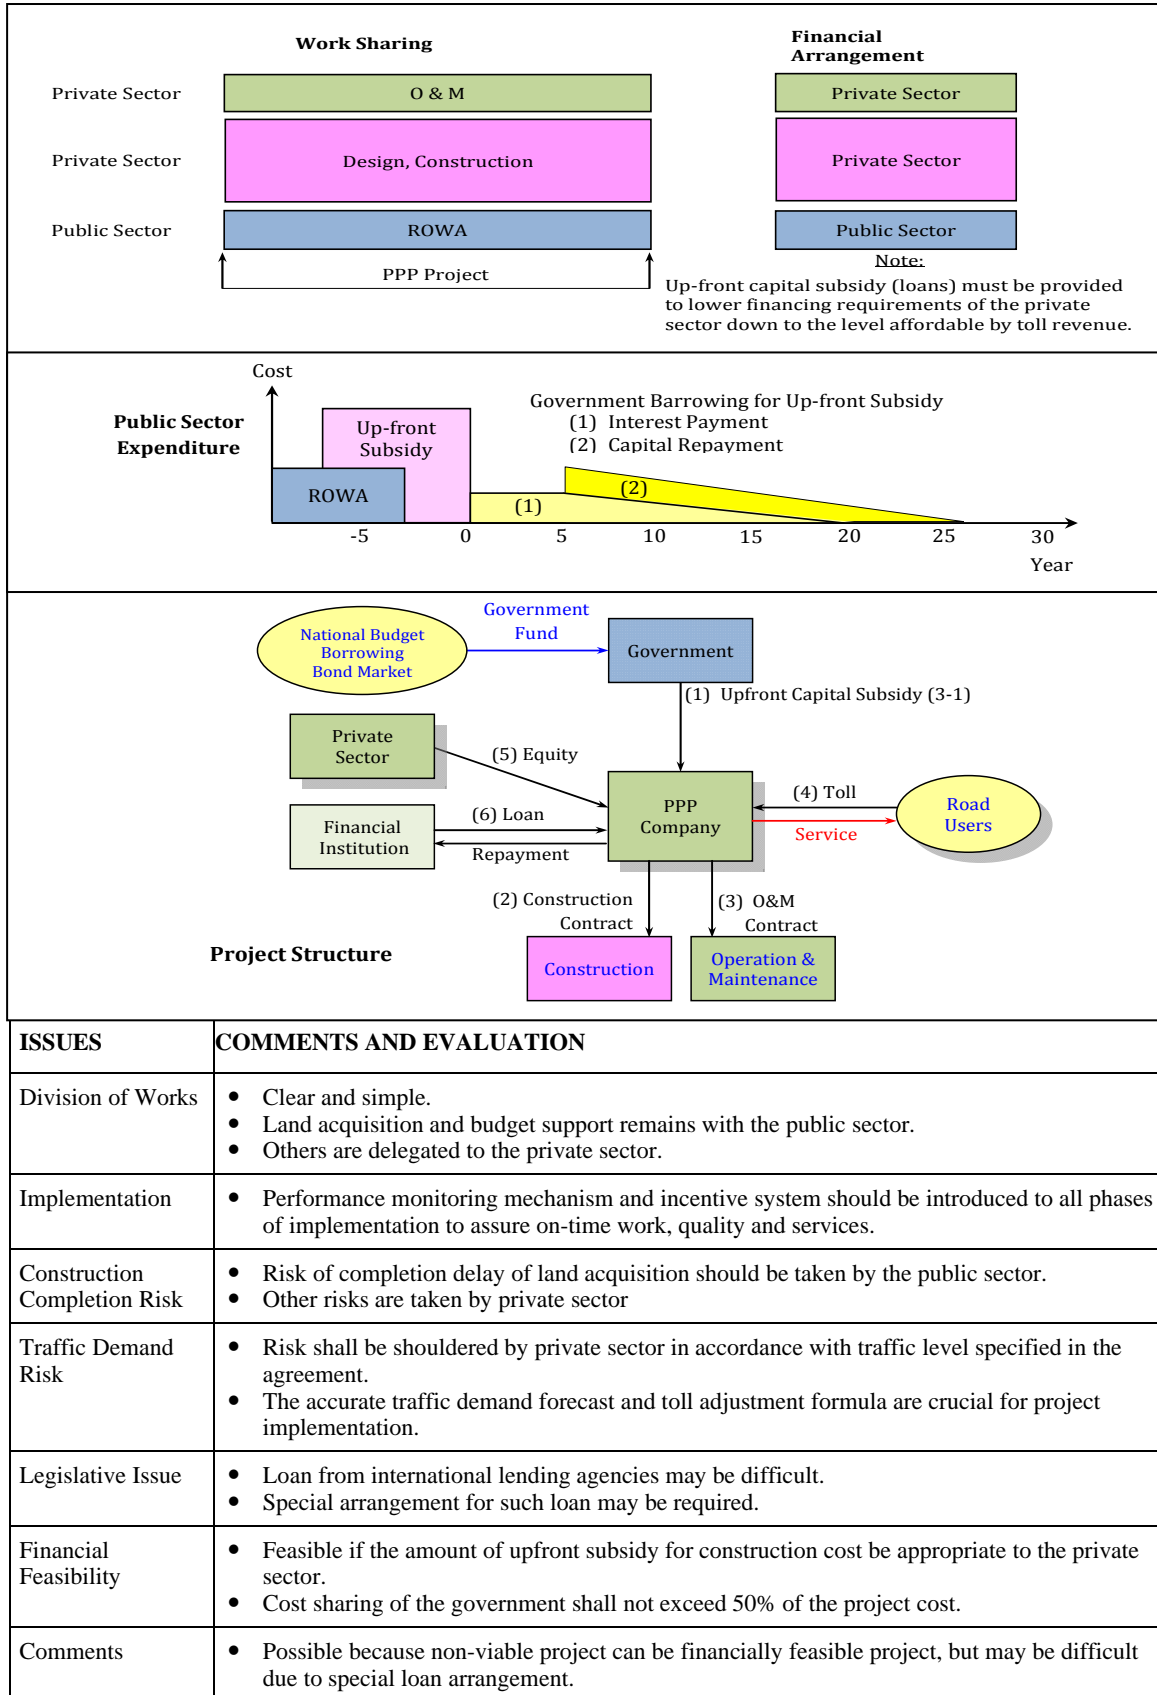 Work Sharing
Financial
Arrangement
Private Sector
O & M
Private Sector
Private Sector
Design, Construction
Private Sector
Public Sector
ROWA
Public Sector
PPP Project
Note:
Up-front capital subsidy (loans) must be provided
to lower financing requirements of the private
sector down to the level affordable by toll revenue.
Cost
Public Sector
Expenditure
Up-front
Subsidy
ROWA
Government Barrowing for Up-front Subsidy
(1) Interest Payment
(2) Capital Repayment
(1)
(2)
-5 0 5 10 15 20 25 30
Year
National Budget
Borrowing
Bond Market
Government
Fund
Government
(1) Upfront Capital Subsidy (3-1)
Private
Sector
(5) Equity
Financial
Institution
(6) Loan
Repayment
PPP
Company
(4) Toll
Service
Road
Users
(2) Construction
Contract
(3) O&M
Contract
Project Structure
Construction
Operation &
Maintenance
ISSUES
COMMENTS AND EVALUATION
Division of Works
• Clear and simple.
• Land acquisition and budget support remains with the public sector.
• Others are delegated to the private sector.
Implementation
• Performance monitoring mechanism and incentive system should be introduced to all phases
of implementation to assure on-time work, quality and services.
Construction
Completion Risk
• Risk of completion delay of land acquisition should be taken by the public sector.
• Other risks are taken by private sector
Traffic Demand
Risk
• Risk shall be shouldered by private sector in accordance with traffic level specified in the
agreement.
• The accurate traffic demand forecast and toll adjustment formula are crucial for project
implementation.
Legislative Issue
• Loan from international lending agencies may be difficult.
• Special arrangement for such loan may be required.
Financial
Feasibility
• Feasible if the amount of upfront subsidy for construction cost be appropriate to the private
sector.
• Cost sharing of the government shall not exceed 50% of the project cost.
Comments
• Possible because non-viable project can be financially feasible project, but may be difficult
due to special loan arrangement.